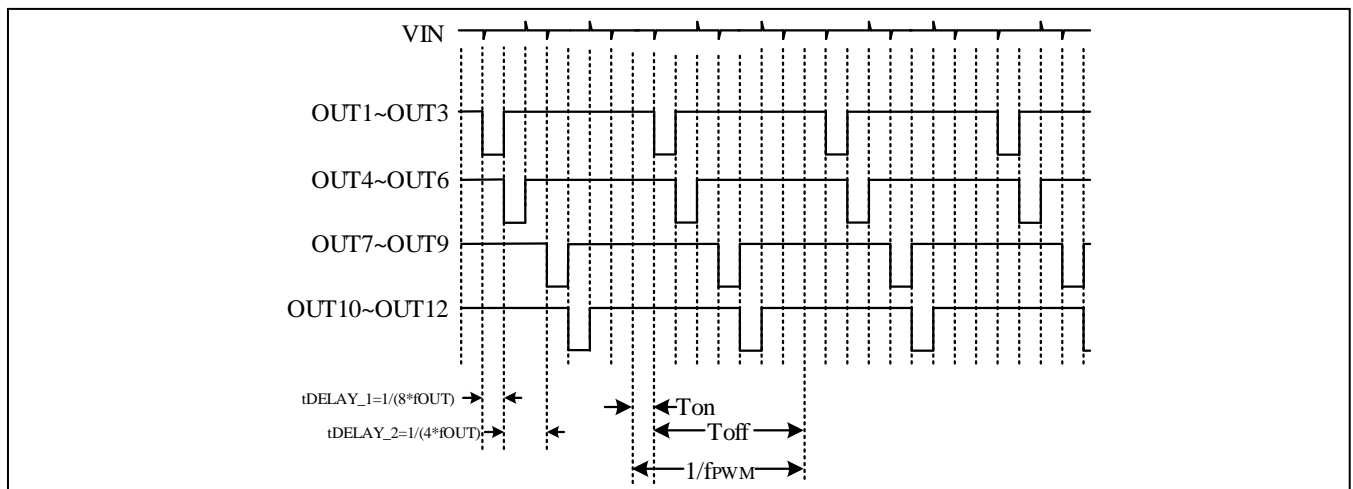 VIN
OUT1~OUT3
OUT4~OUT6
OUT7~OUT9
OUT10~OUT12
tDELAY_1=1/(8*fOUT)
Ton
tDELAY_2=1/(4*fOUT)
Toff
1/fPWM